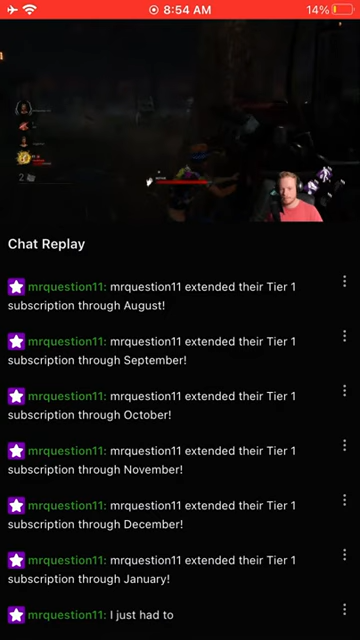 8:54 AM
14%
2
Chat Replay
mrquestion11: mrquestion11 extended their Tier 1
subscription through August!
mrquestion11: mrquestion11 extended their Tier 1
subscription through September!
mrquestion11: mrquestion11 extended their Tier 1
subscription through October!
mrquestion11: mrquestion11 extended their Tier 1
subscription through November!
mrquestion11: mrquestion11 extended their Tier 1
subscription through December!
mrquestion11: mrquestion11 extended their Tier 1
subscription through January!
mrquestion11: I just had to